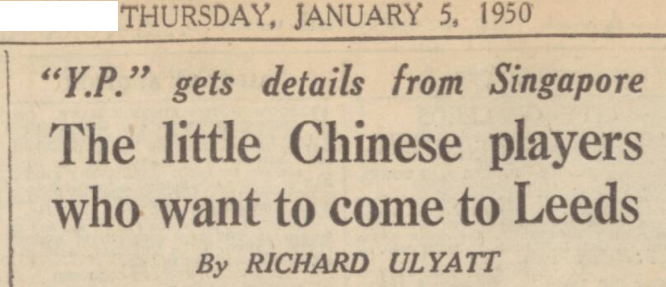 THURSDAY, JANUARY 5, 1950
"Y.P." gets details from Singapore
The little Chinese players
who want to come to Leeds
By RICHARD ULYATT